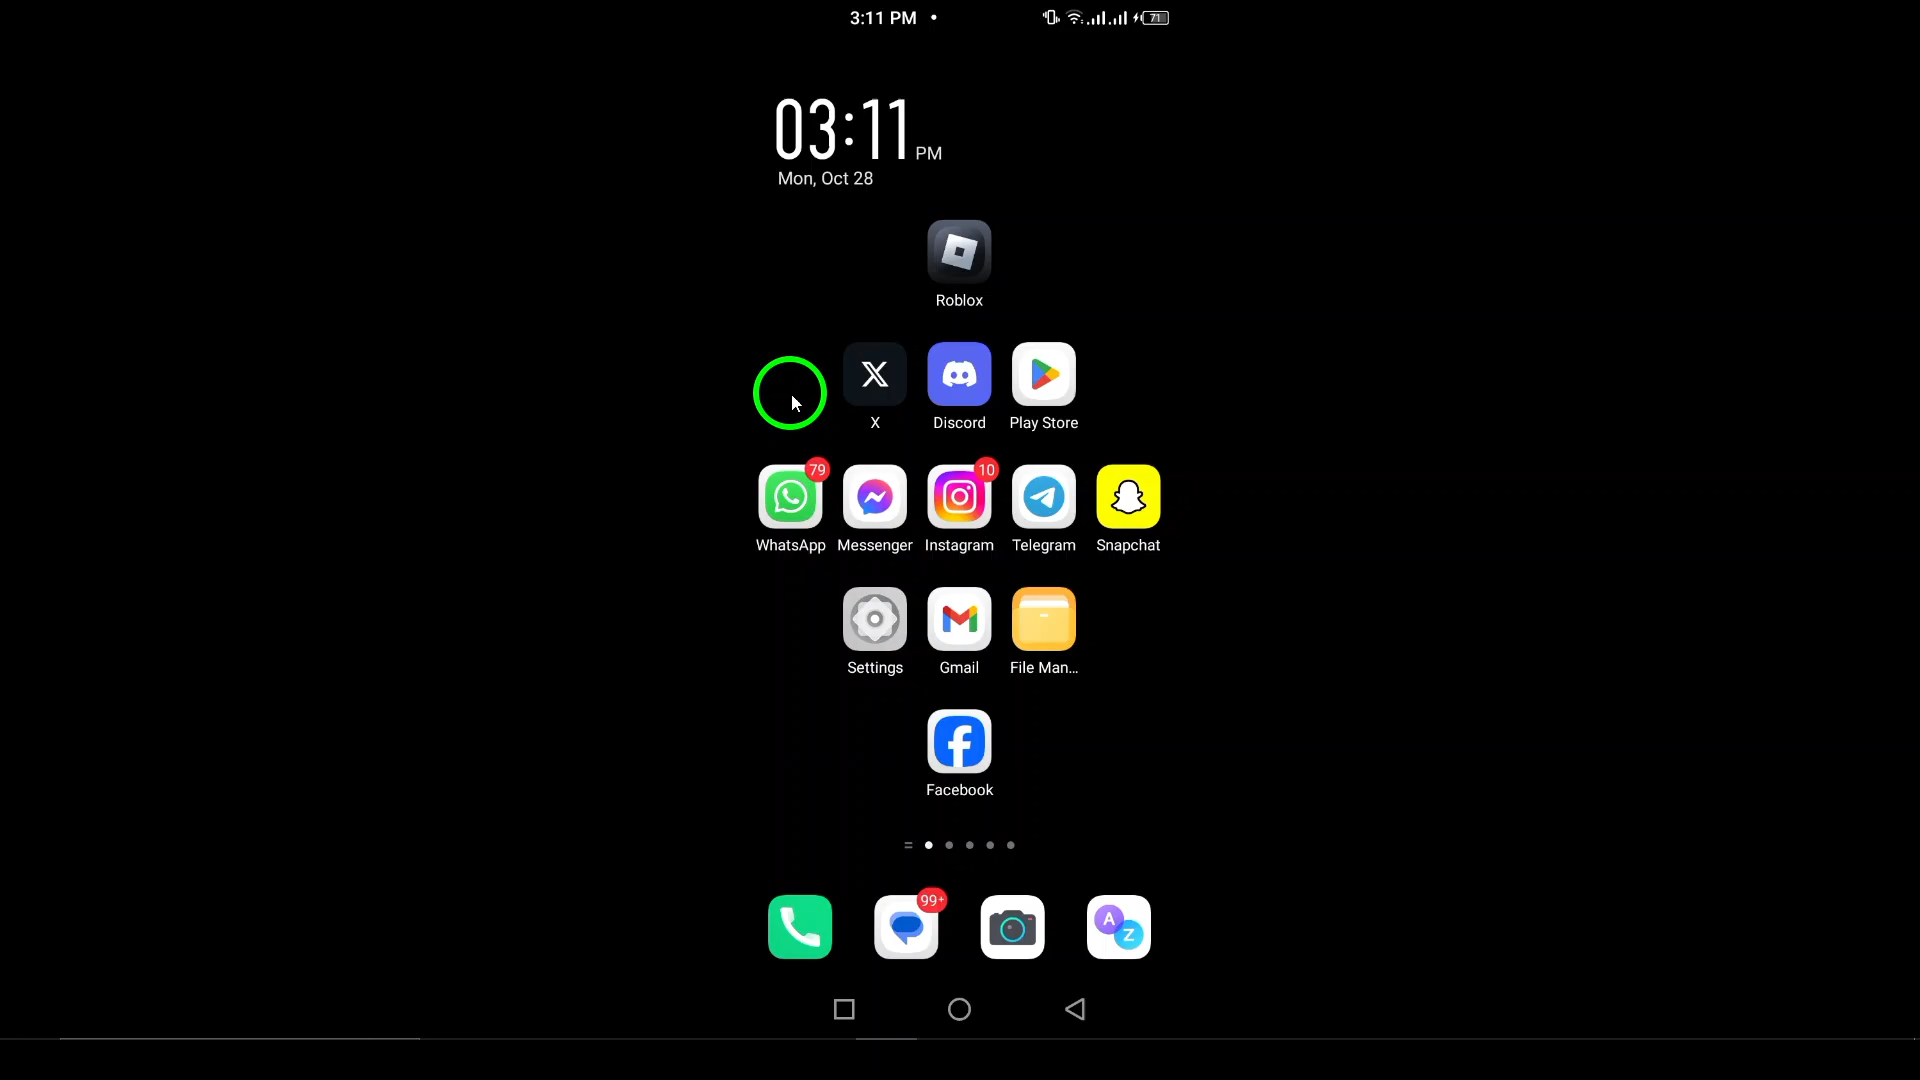 3:11 PM
71
03:11 PM
Mon, Oct 28
Roblox
X Discord Play Store
79 10
WhatsApp Messenger Instagram Telegram Snapchat
Settings Gmail File Man...
Facebook
99+
A Z